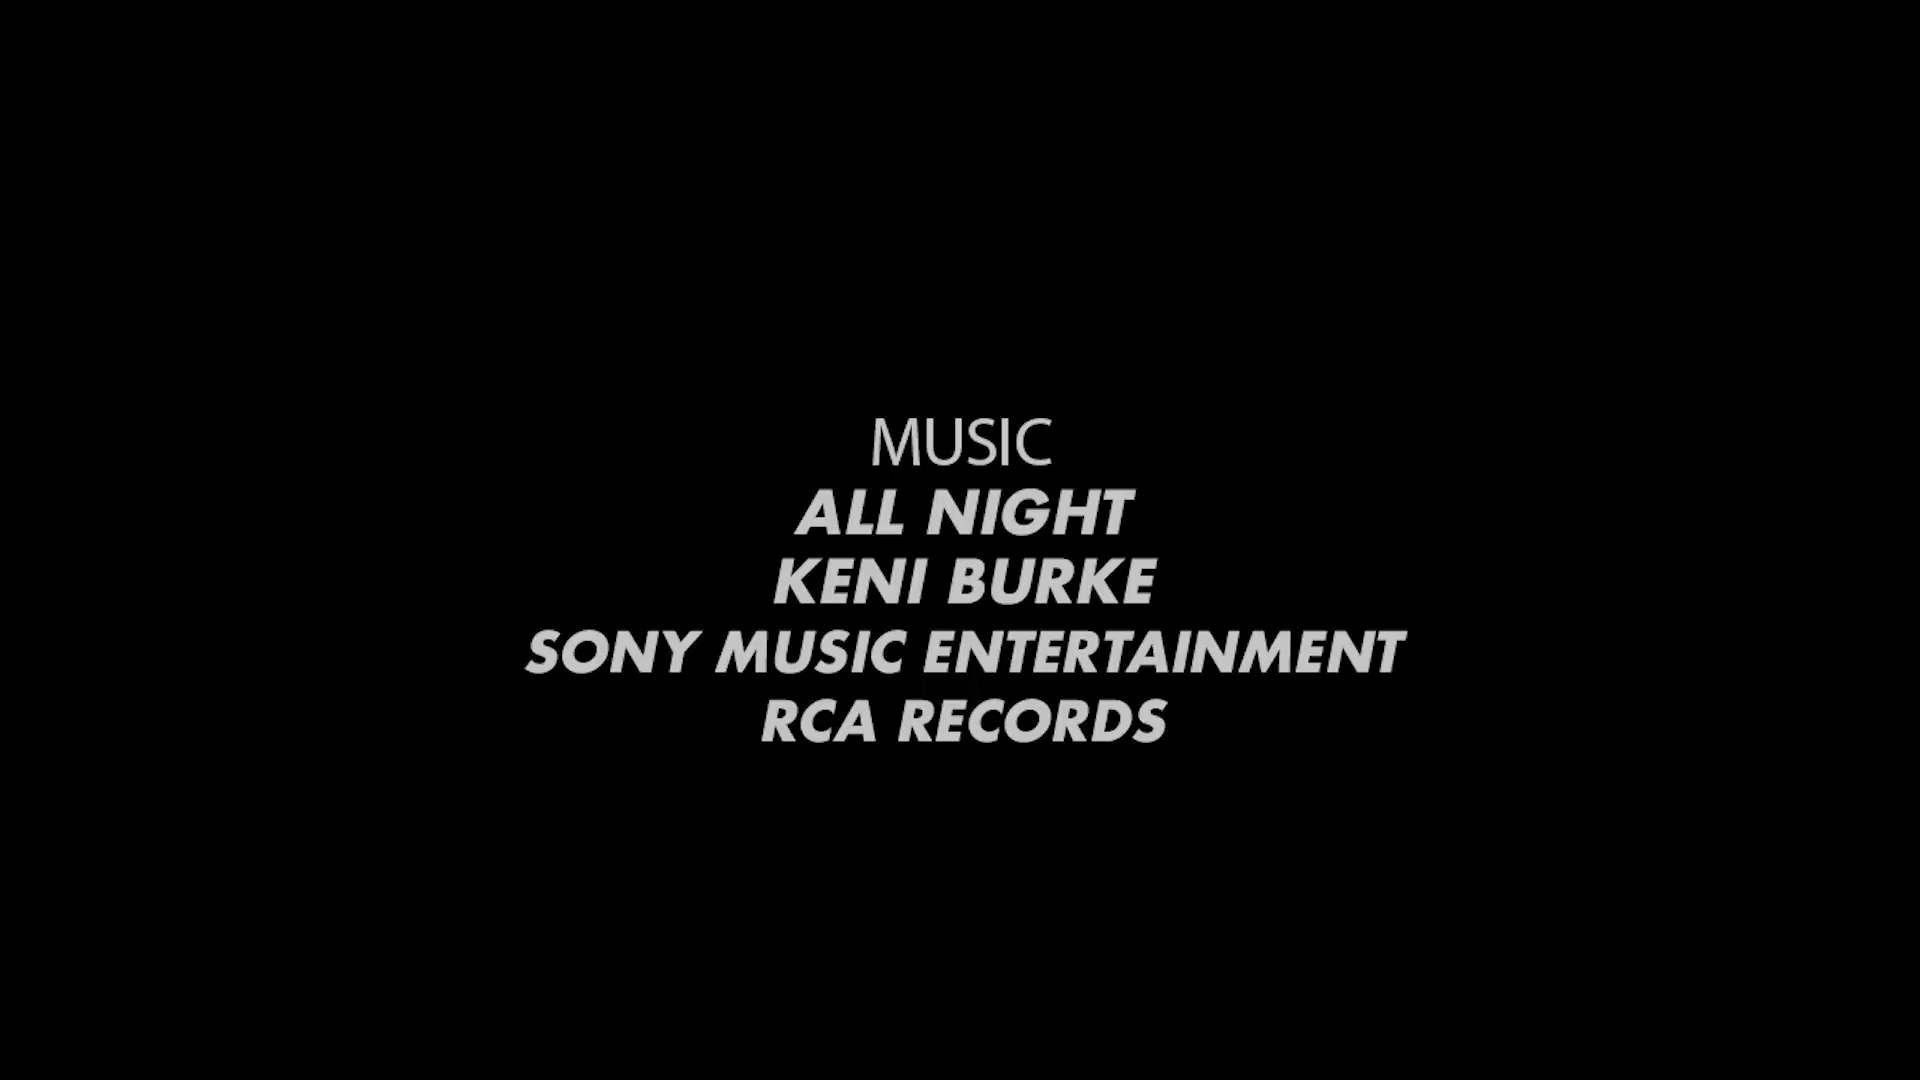 MUSIC
ALL NIGHT
KENI BURKE
SONY MUSIC ENTERTAINMENT
RCA RECORDS